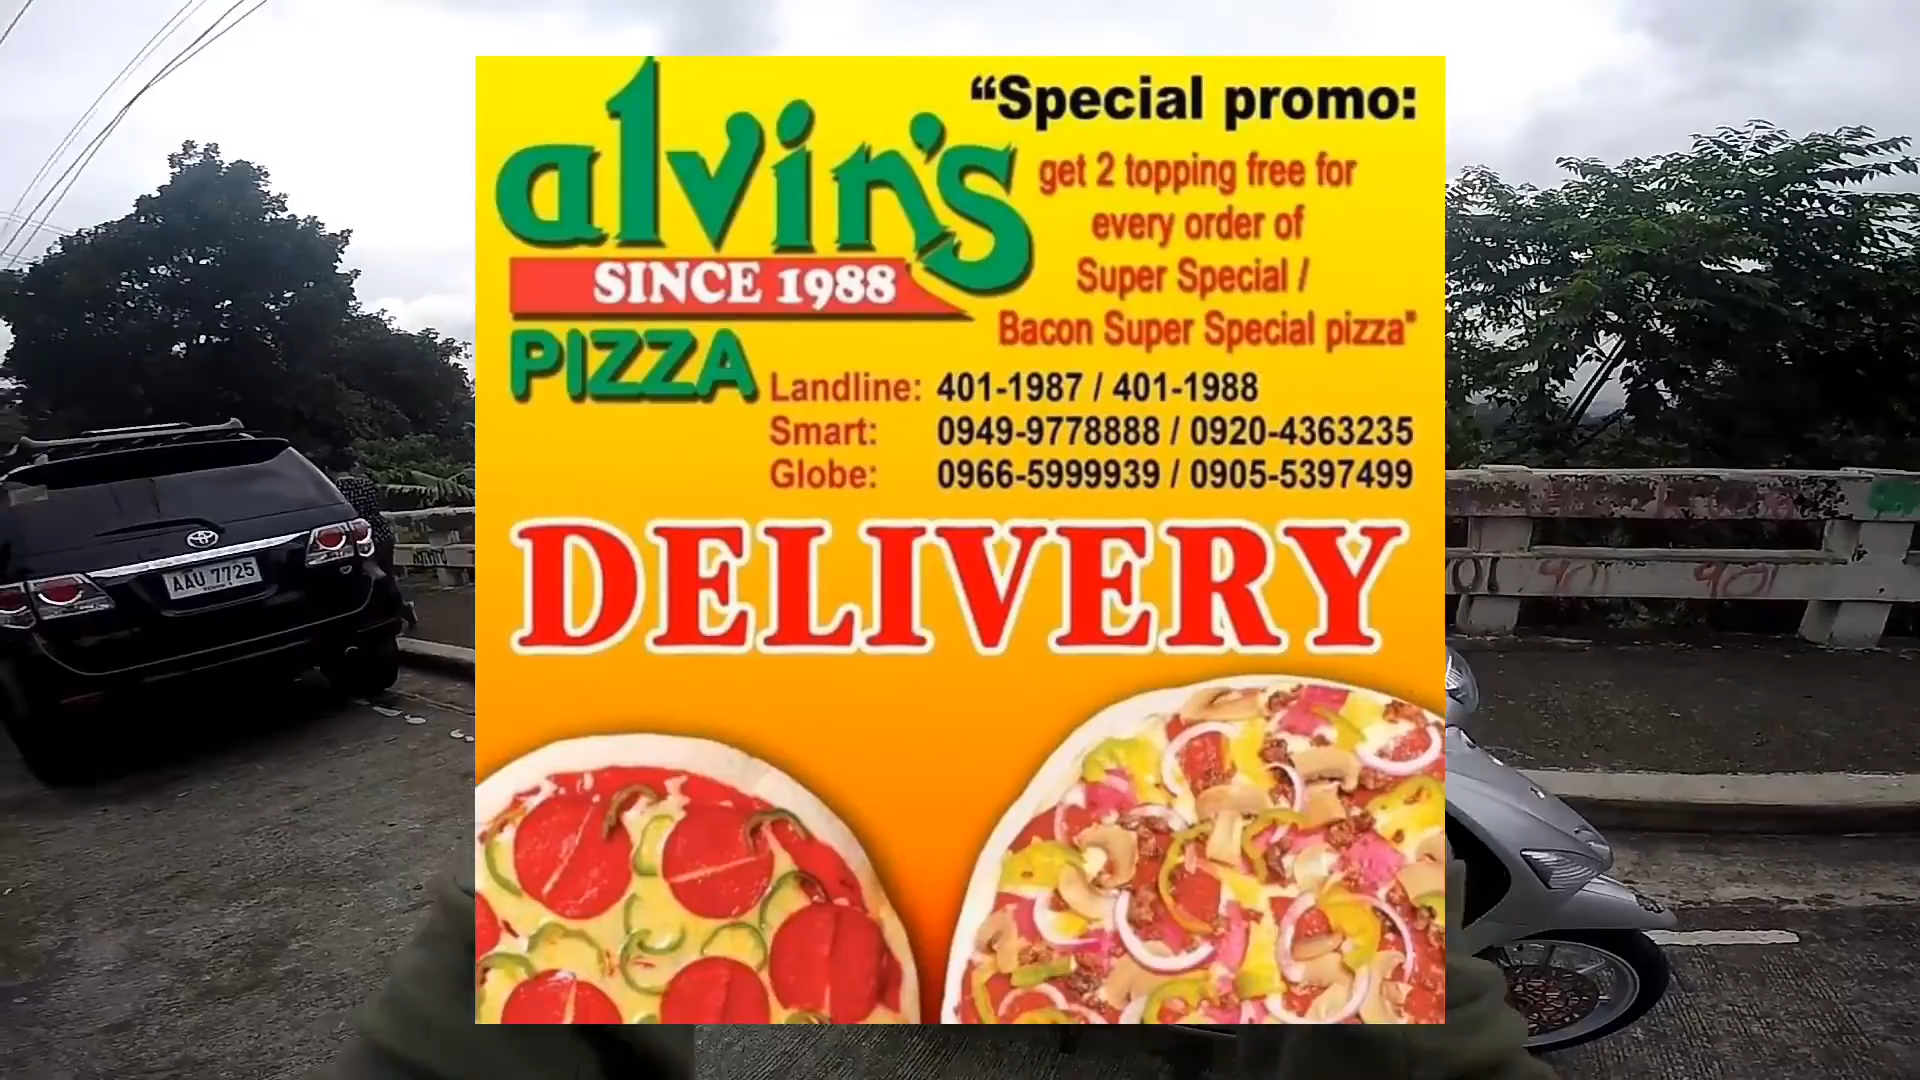 alvin's
SINCE 1988
PIZZA
“Special promo:
get 2 topping free for
every order of
Super Special /
Bacon Super Special pizza"
Landline: 401-1987 / 401-1988
Smart: 0949-9778888 / 0920-4363235
Globe: 0966-5999939 / 0905-5397499
DELIVERY
AAU 7725
901
901